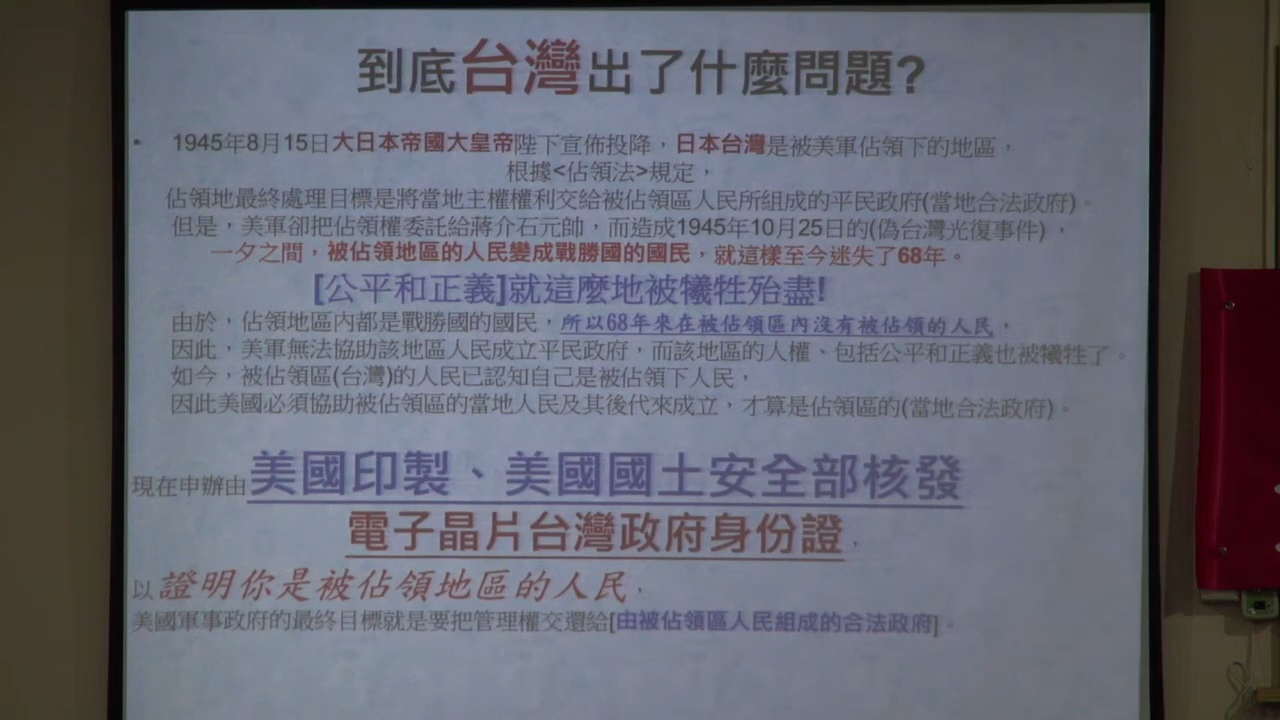 到底台灣出了什麼問題?
• 1945年8月15日大日本帝國大皇帝陛下宣佈投降，日本台灣是被美軍佔領下的地區，
根據<佔領法>規定，
佔領地最終處理目標是將當地主權權利交給被佔領區人民所組成的平民政府(當地合法政府)。
但是，美軍卻把佔領權委託給蔣介石元帥，而造成1945年10月25日的(偽台灣光復事件)，
一夕之間，被佔領地區的人民變成戰勝國的國民，就這樣至今迷失了68年。
[公平和正義]就這麼地被犧牲殆盡!
由於，佔領地區內都是戰勝國的國民，所以68年來在被佔領區內沒有被佔領的人民，
因此，美軍無法協助該地區人民成立平民政府，而該地區的人權、包括公平和正義也被犧牲了。
如今，被佔領區(台灣)的人民已認知自己是被佔領下人民，
因此美國必須協助被佔領區的當地人民及其後代來成立，才算是佔領區的(當地合法政府)。
現在申辦由美國印製、美國國土安全部核發
電子晶片台灣政府身份證，
以證明你是被佔領地區的人民，
美國軍事政府的最終目標就是要把管理權交還給[由被佔領區人民組成的合法政府]。